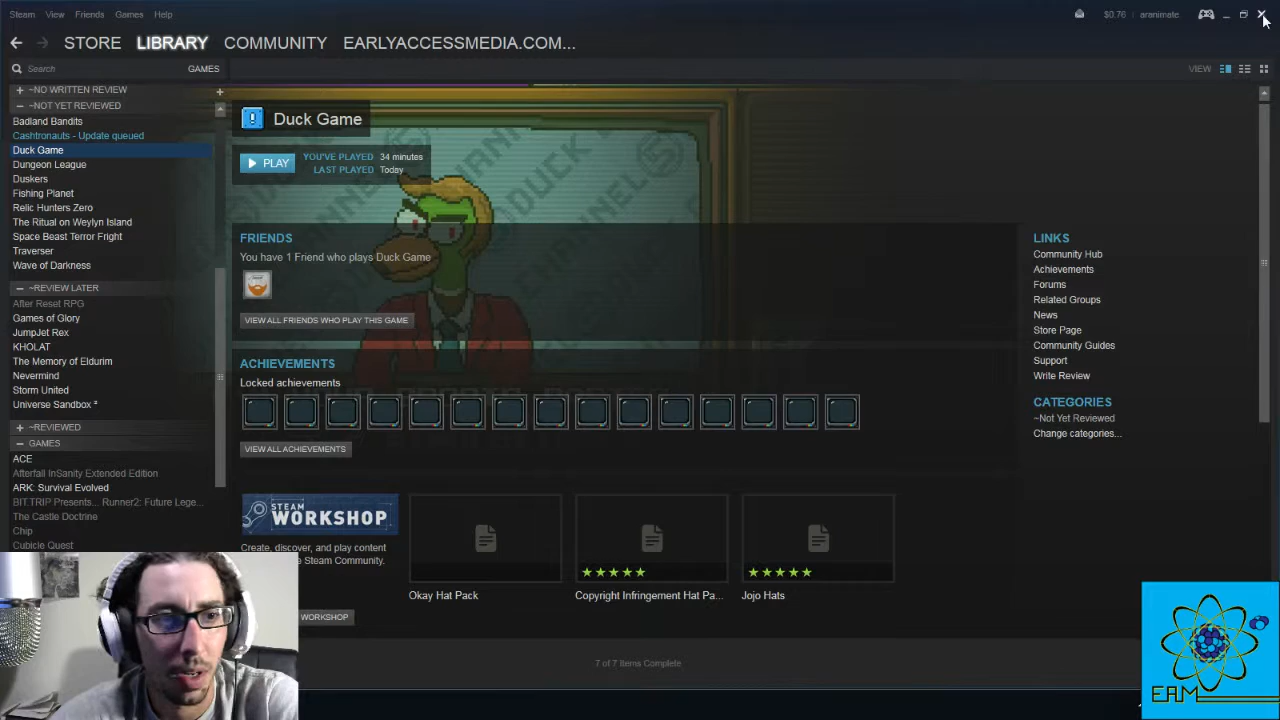 Steam View Friends Games Help
$0.76 aranimate
STORE LIBRARY COMMUNITY EARLYACCESSMEDIA.COM...
Search GAMES
VIEW
+ ~NO WRITTEN REVIEW +
− ~NOT YET REVIEWED
Badland Bandits
Cashtronauts - Update queued
Duck Game
Dungeon League
Duskers
Fishing Planet
Relic Hunters Zero
The Ritual on Weylyn Island
Space Beast Terror Fright
Traverser
Wave of Darkness
− ~REVIEW LATER
After Reset RPG
Games of Glory
JumpJet Rex
KHOLAT
The Memory of Eldurim
Nevermind
Storm United
Universe Sandbox ²
+ ~REVIEWED
− GAMES
ACE
Afterfall InSanity Extended Edition
ARK: Survival Evolved
BIT.TRIP Presents... Runner2: Future Lege...
The Castle Doctrine
Chip
Cubicle Quest
Duck Game
PLAY
YOU'VE PLAYED 34 minutes
LAST PLAYED Today
FRIENDS
You have 1 Friend who plays Duck Game
VIEW ALL FRIENDS WHO PLAY THIS GAME
ACHIEVEMENTS
Locked achievements
VIEW ALL ACHIEVEMENTS
STEAM
WORKSHOP
Create, discover, and play content
e Steam Community.
WORKSHOP
Okay Hat Pack
Copyright Infringement Hat Pa...
Jojo Hats
LINKS
Community Hub
Achievements
Forums
Related Groups
News
Store Page
Community Guides
Support
Write Review
CATEGORIES
~Not Yet Reviewed
Change categories...
7 of 7 Items Complete
EAM